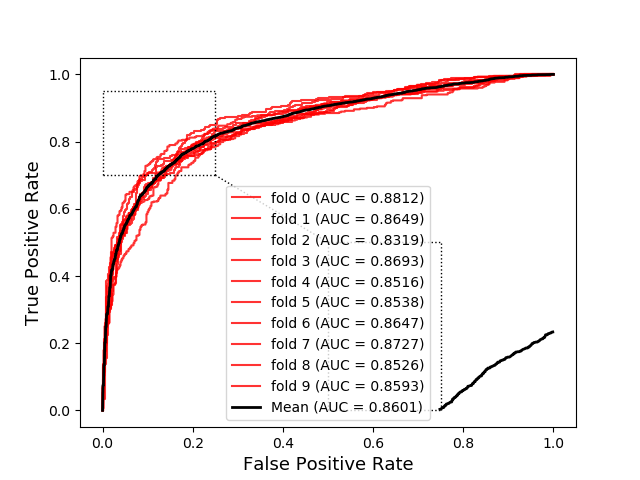 1.0
0.8
0.6
0.4
0.2
0.0
True Positive Rate
fold 0 (AUC = 0.8812)
fold 1 (AUC = 0.8649)
fold 2 (AUC = 0.8319)
fold 3 (AUC = 0.8693)
fold 4 (AUC = 0.8516)
fold 5 (AUC = 0.8538)
fold 6 (AUC = 0.8647)
fold 7 (AUC = 0.8727)
fold 8 (AUC = 0.8526)
fold 9 (AUC = 0.8593)
Mean (AUC = 0.8601)
0.0 0.2 0.4 0.6 0.8 1.0
False Positive Rate